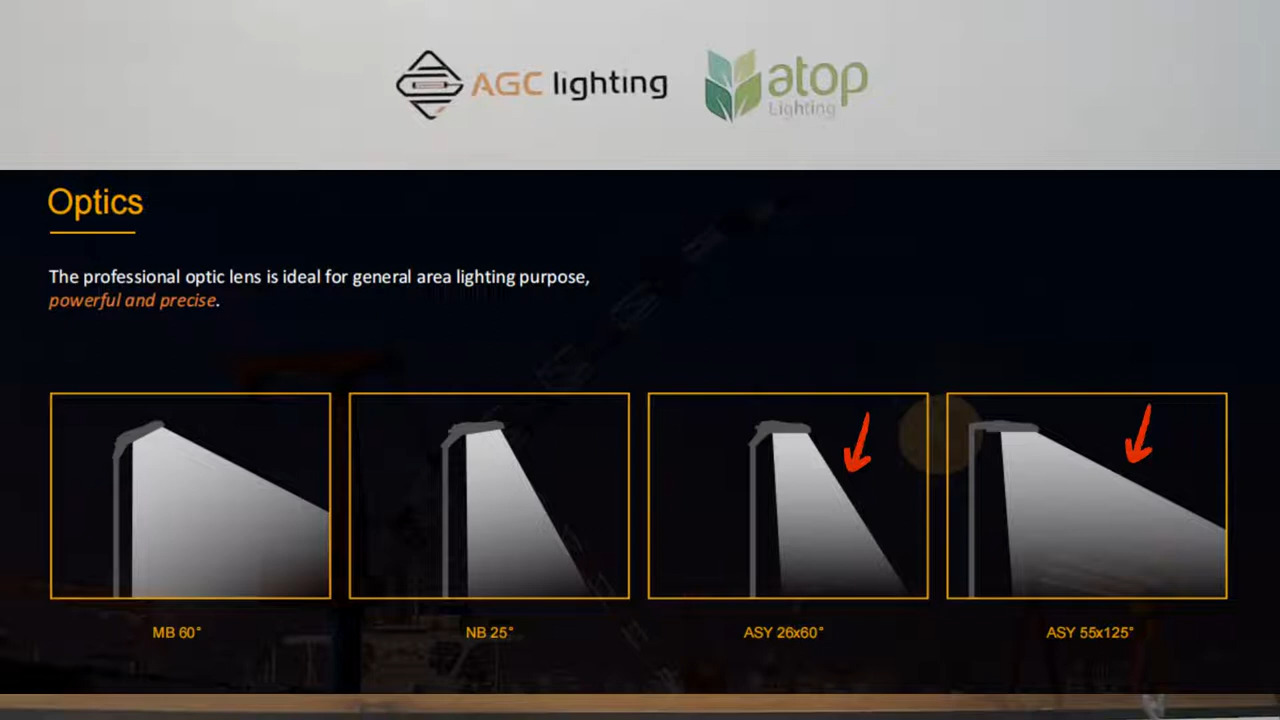 AGC lighting
atop
Lighting
Optics
The professional optic lens is ideal for general area lighting purpose,
powerful and precise.
MB 60°
NB 25°
ASY 26x60°
ASY 55x125°